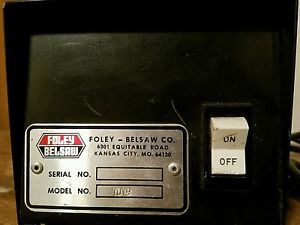 FOLEY
BELSAW
FOLEY – BELSAW CO.
6301 EQUITABLE ROAD
KANSAS CITY, MO. 64120
SERIAL NO.
MODEL NO.
ON
OFF